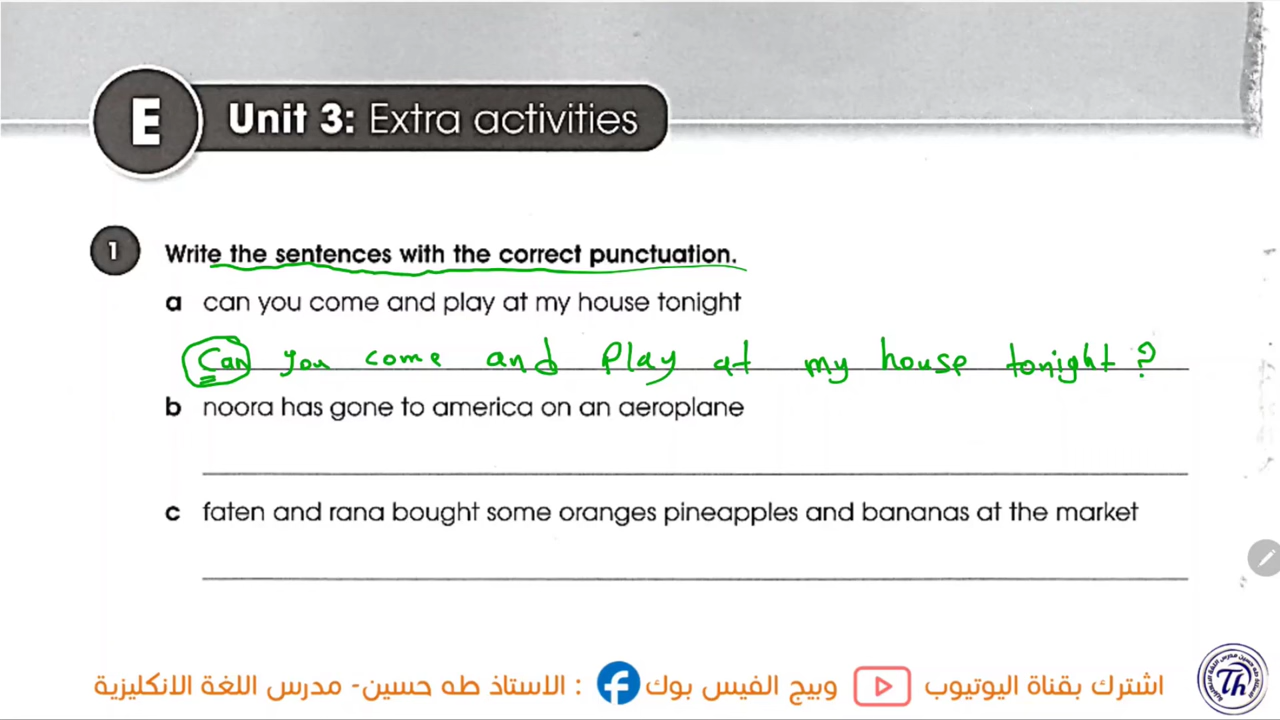 E
Unit 3: Extra activities
1 Write the sentences with the correct punctuation.
a can you come and play at my house tonight
Can you come and play at my house tonight?
b noora has gone to america on an aeroplane
c faten and rana bought some oranges pineapples and bananas at the market
اشترك بقناة اليوتيوب وبيج الفيس بوك : الاستاذ طه حسين- مدرس اللغة الانكليزية
Th